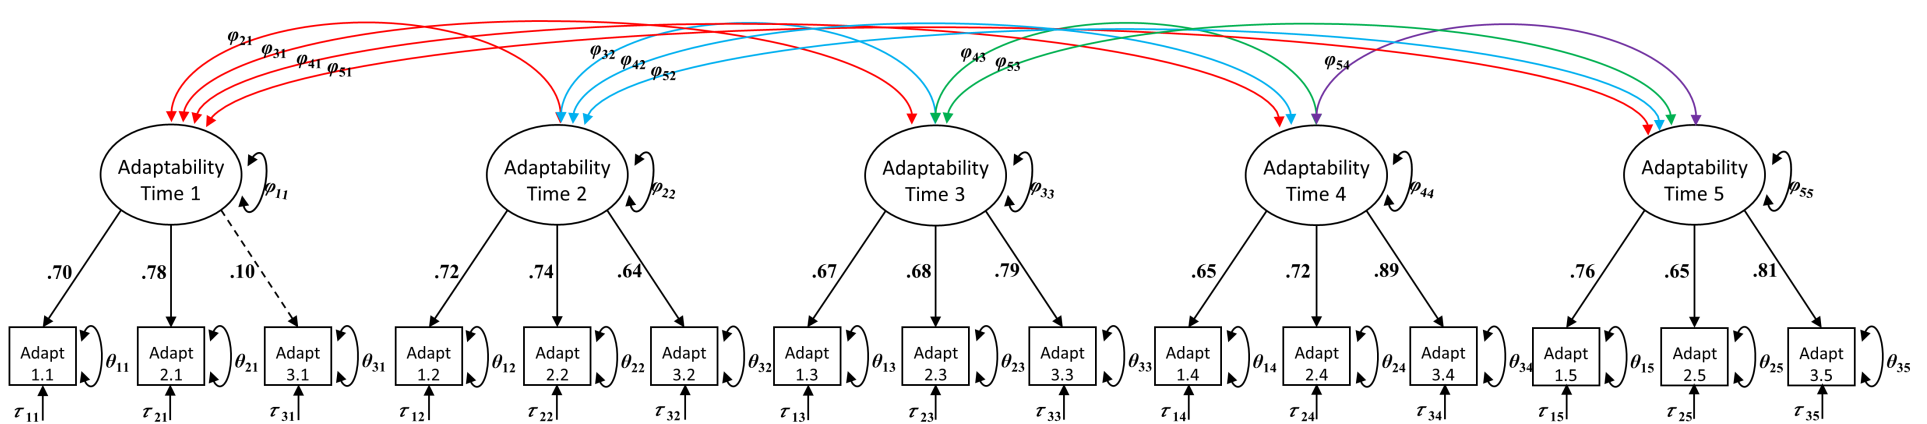 φ21
φ31
φ41
φ51
φ32
φ42
φ52
φ43
φ53
φ54
Adaptability
Time 1
φ11
Adaptability
Time 2
φ22
Adaptability
Time 3
φ33
Adaptability
Time 4
φ44
Adaptability
Time 5
φ55
.70
.78
.10
.72
.74
.64
.67
.68
.79
.65
.72
.89
.76
.65
.81
Adapt
1.1
θ11
Adapt
2.1
θ21
Adapt
3.1
θ31
Adapt
1.2
θ12
Adapt
2.2
θ22
Adapt
3.2
θ32
Adapt
1.3
θ13
Adapt
2.3
θ23
Adapt
3.3
θ33
Adapt
1.4
θ14
Adapt
2.4
θ24
Adapt
3.4
θ34
Adapt
1.5
θ15
Adapt
2.5
θ25
Adapt
3.5
θ35
τ11
τ21
τ31
τ12
τ22
τ32
τ13
τ23
τ33
τ14
τ24
τ34
τ15
τ25
τ35